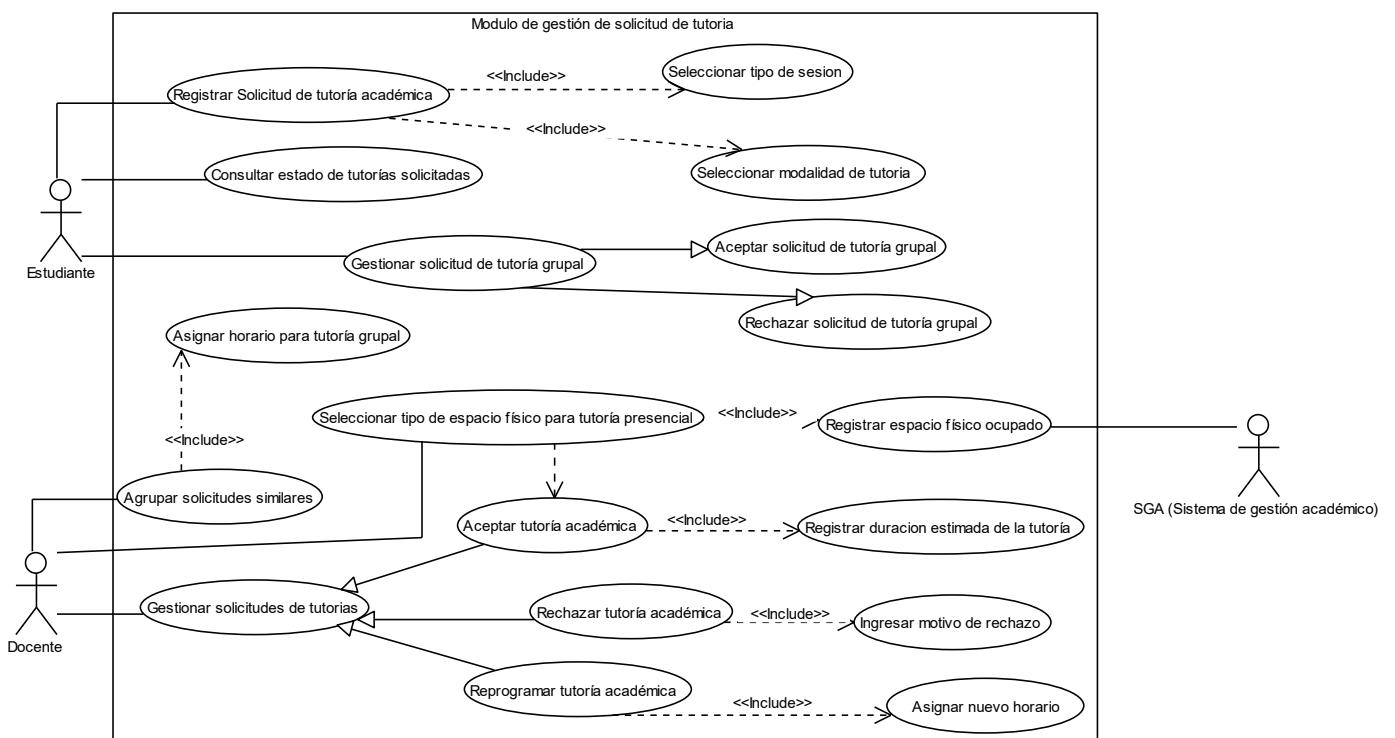 Modulo de gestión de solicitud de tutoria
<<Include>>
Seleccionar tipo de sesion
Registrar Solicitud de tutoría académica
<<Include>>
Consultar estado de tutorías solicitadas
Seleccionar modalidad de tutoria
Estudiante
Gestionar solicitud de tutoría grupal
Aceptar solicitud de tutoría grupal
Rechazar solicitud de tutoría grupal
Asignar horario para tutoría grupal
<<Include>>
Seleccionar tipo de espacio físico para tutoría presencial
<<Include>>
Registrar espacio físico ocupado
SGA (Sistema de gestión académico)
Agrupar solicitudes similares
Aceptar tutoría académica
<<Include>>
Registrar duracion estimada de la tutoría
Docente
Gestionar solicitudes de tutorias
Rechazar tutoría académica
<<Include>>
Ingresar motivo de rechazo
Reprogramar tutoría académica
<<Include>>
Asignar nuevo horario